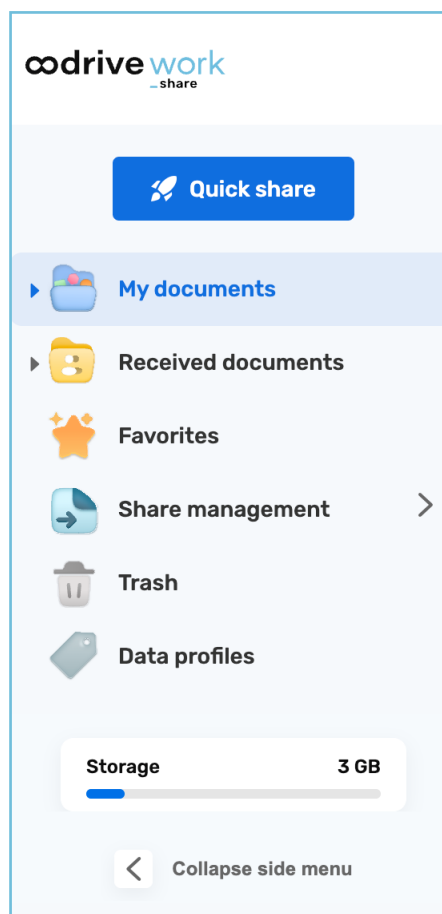 oodrive work
_share
Quick share
My documents
Received documents
Favorites
Share management
Trash
Data profiles
Storage 3 GB
Collapse side menu